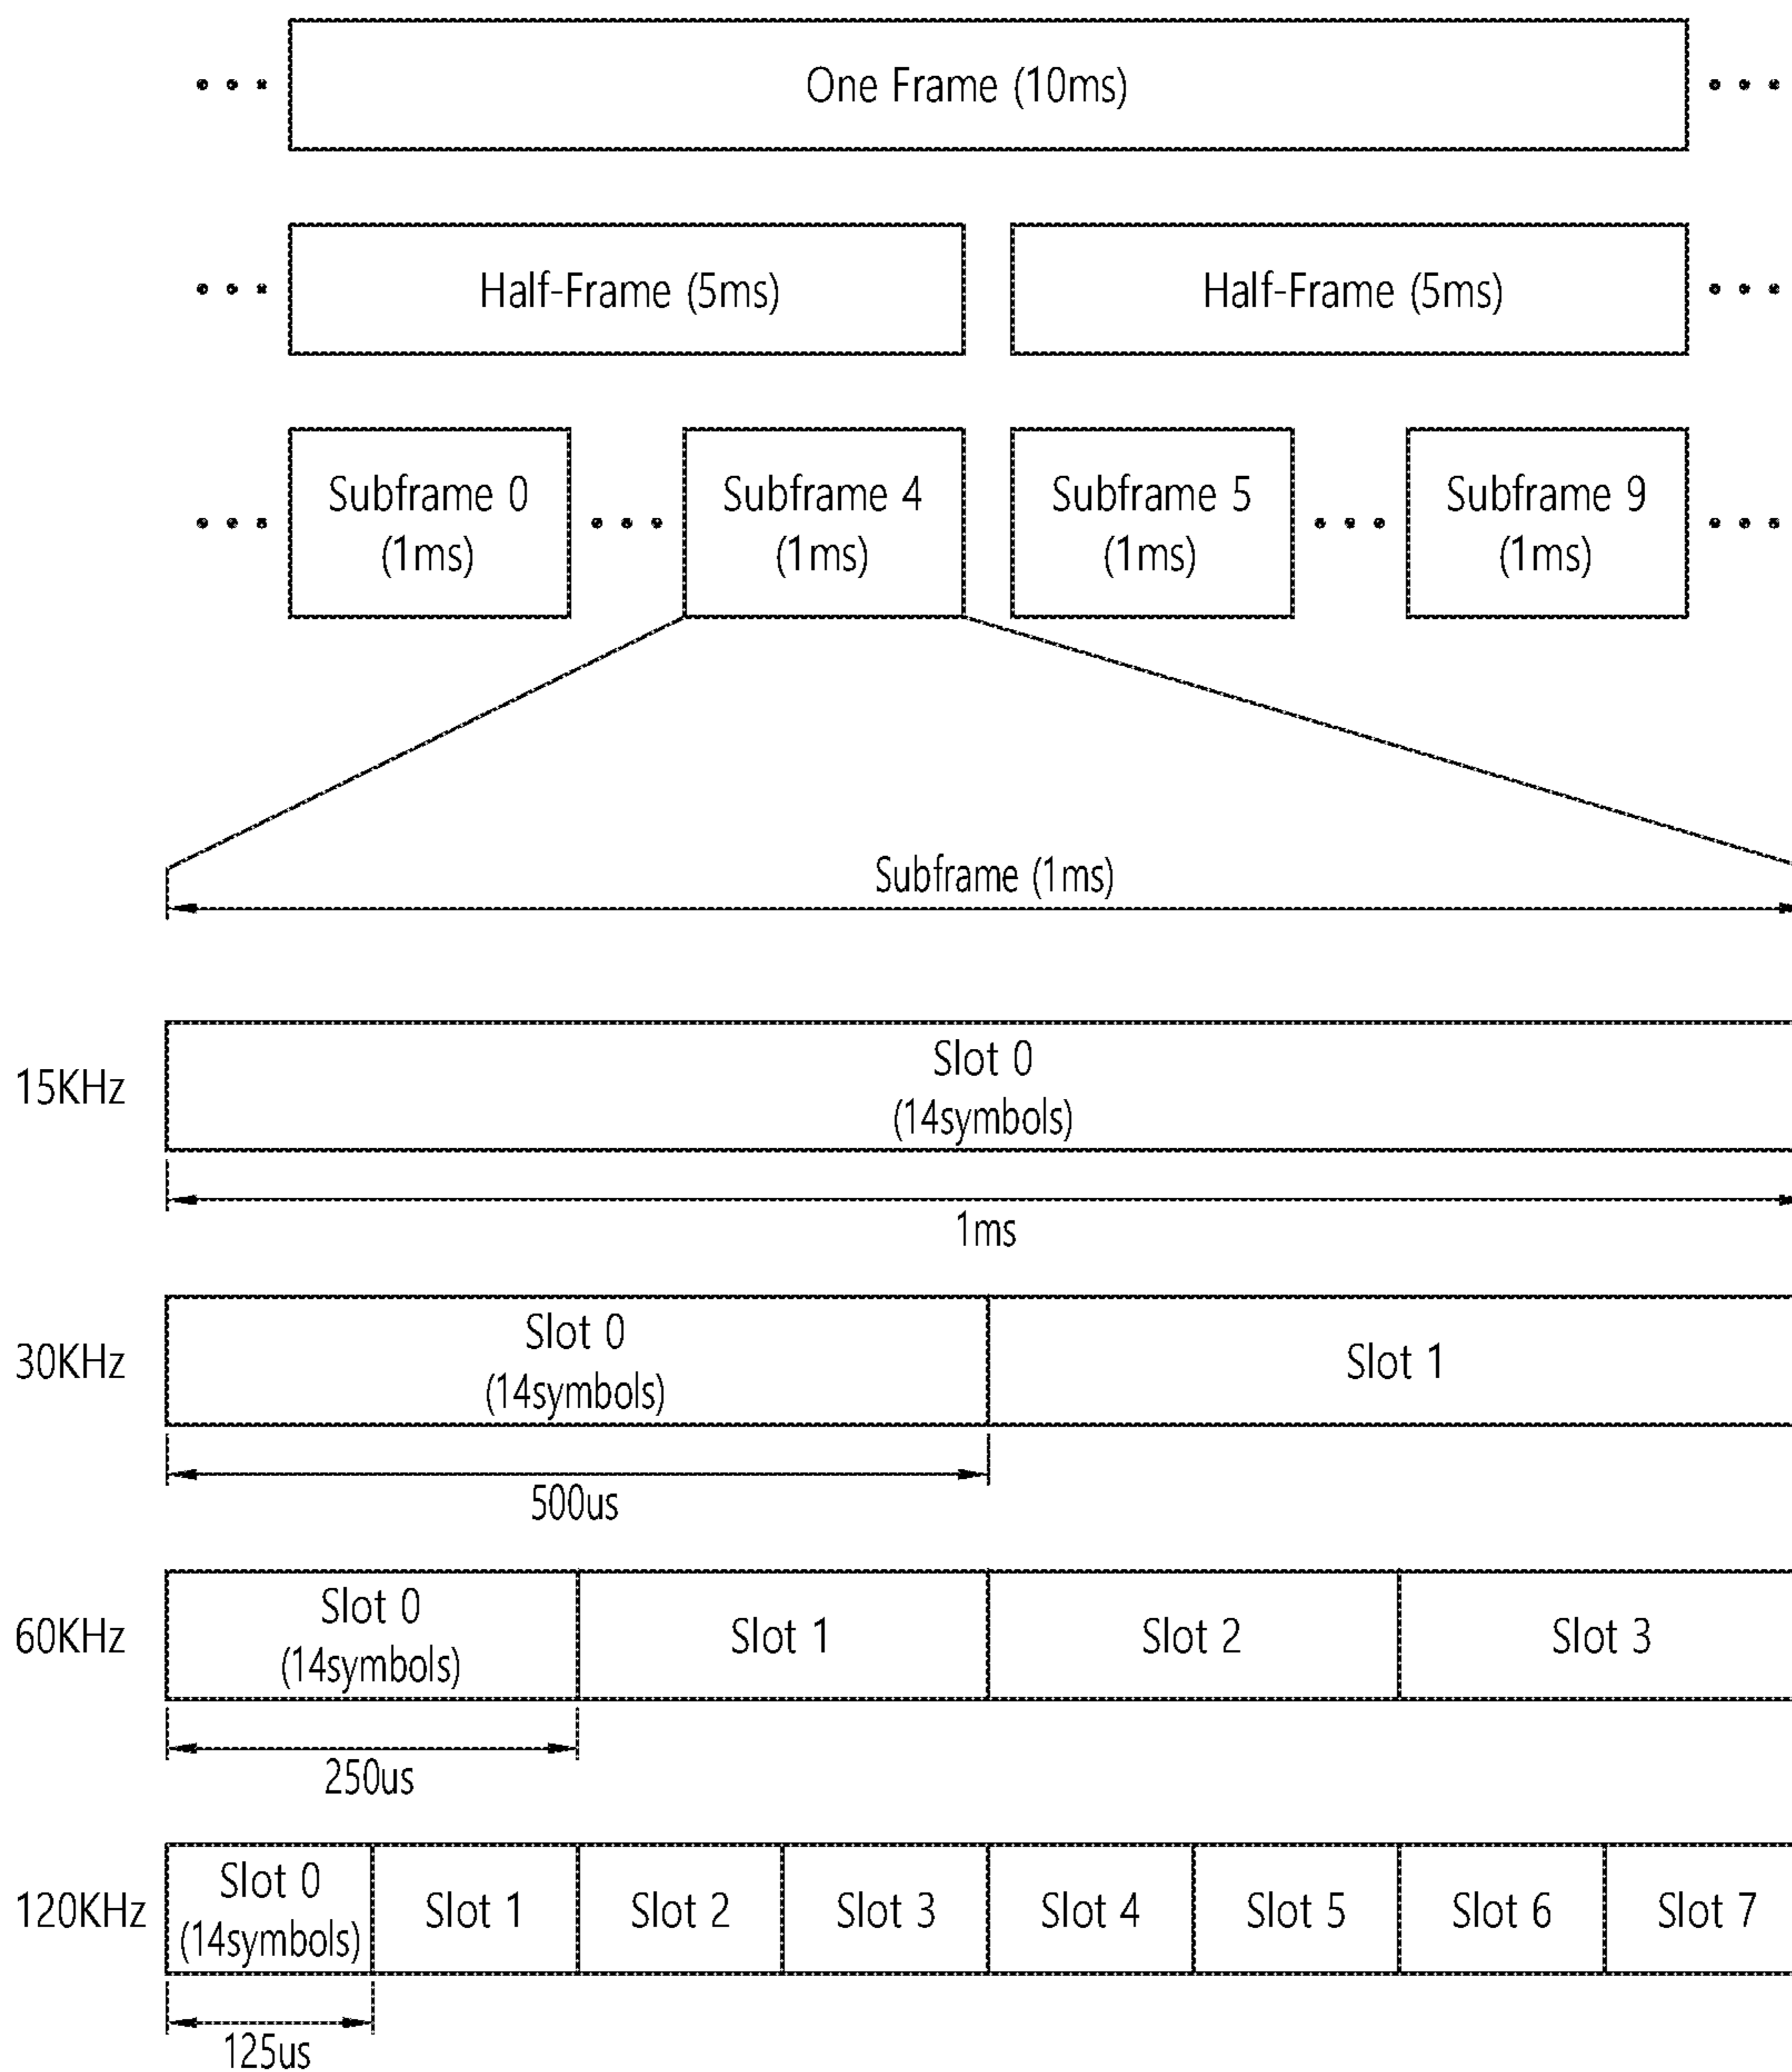 One Frame (10ms)
Half-Frame (5ms)
Half-Frame (5ms)
Subframe 0
(1ms)
Subframe 4
(1ms)
Subframe 5
(1ms)
Subframe 9
(1ms)
Subframe (1ms)
15KHz
Slot 0
(14symbols)
1ms
30KHz
Slot 0
(14symbols)
Slot 1
500us
60KHz
Slot 0
(14symbols)
Slot 1
Slot 2
Slot 3
250us
120KHz
Slot 0
(14symbols)
Slot 1
Slot 2
Slot 3
Slot 4
Slot 5
Slot 6
Slot 7
125us